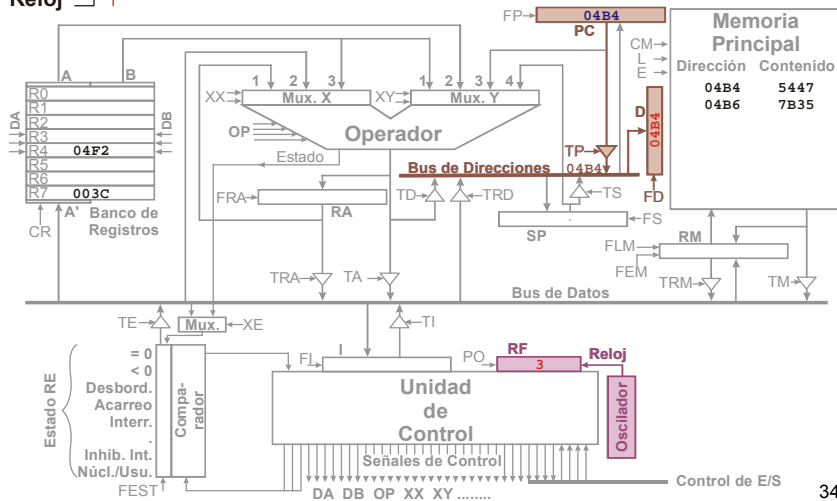 Reloj
FP
04B4
PC
Memoria
Principal
Dirección Contenido
04B4 5447
04B6 7B35
CM
L
E
A B
R0
R1
R2
R3
R4 04F2
R5
R6
R7 003C
DA
DB
A'
Banco de
Registros
CR
1 2 3
1 2 3 4
XX
Mux. X
XY
Mux. Y
OP
Operador
Estado
D
04B4
TP
Bus de Direcciones 04B4
FD
FRA
RA
TD
TRD
TS
SP
.
FS
FLM
RM
FEM
TRA
TA
TRM
TM
Bus de Datos
TE
Mux.
XE
TI
= 0
< 0
Desbord.
Acarreo
Interr.
.
Inhib. Int.
Núcl./Usu.
Estado RE
Compa-
rador
FEST
FI
I
PO
RF
3
Reloj
Oscilador
Unidad
de
Control
Señales de Control
DA DB OP XX XY ........
Control de E/S
34